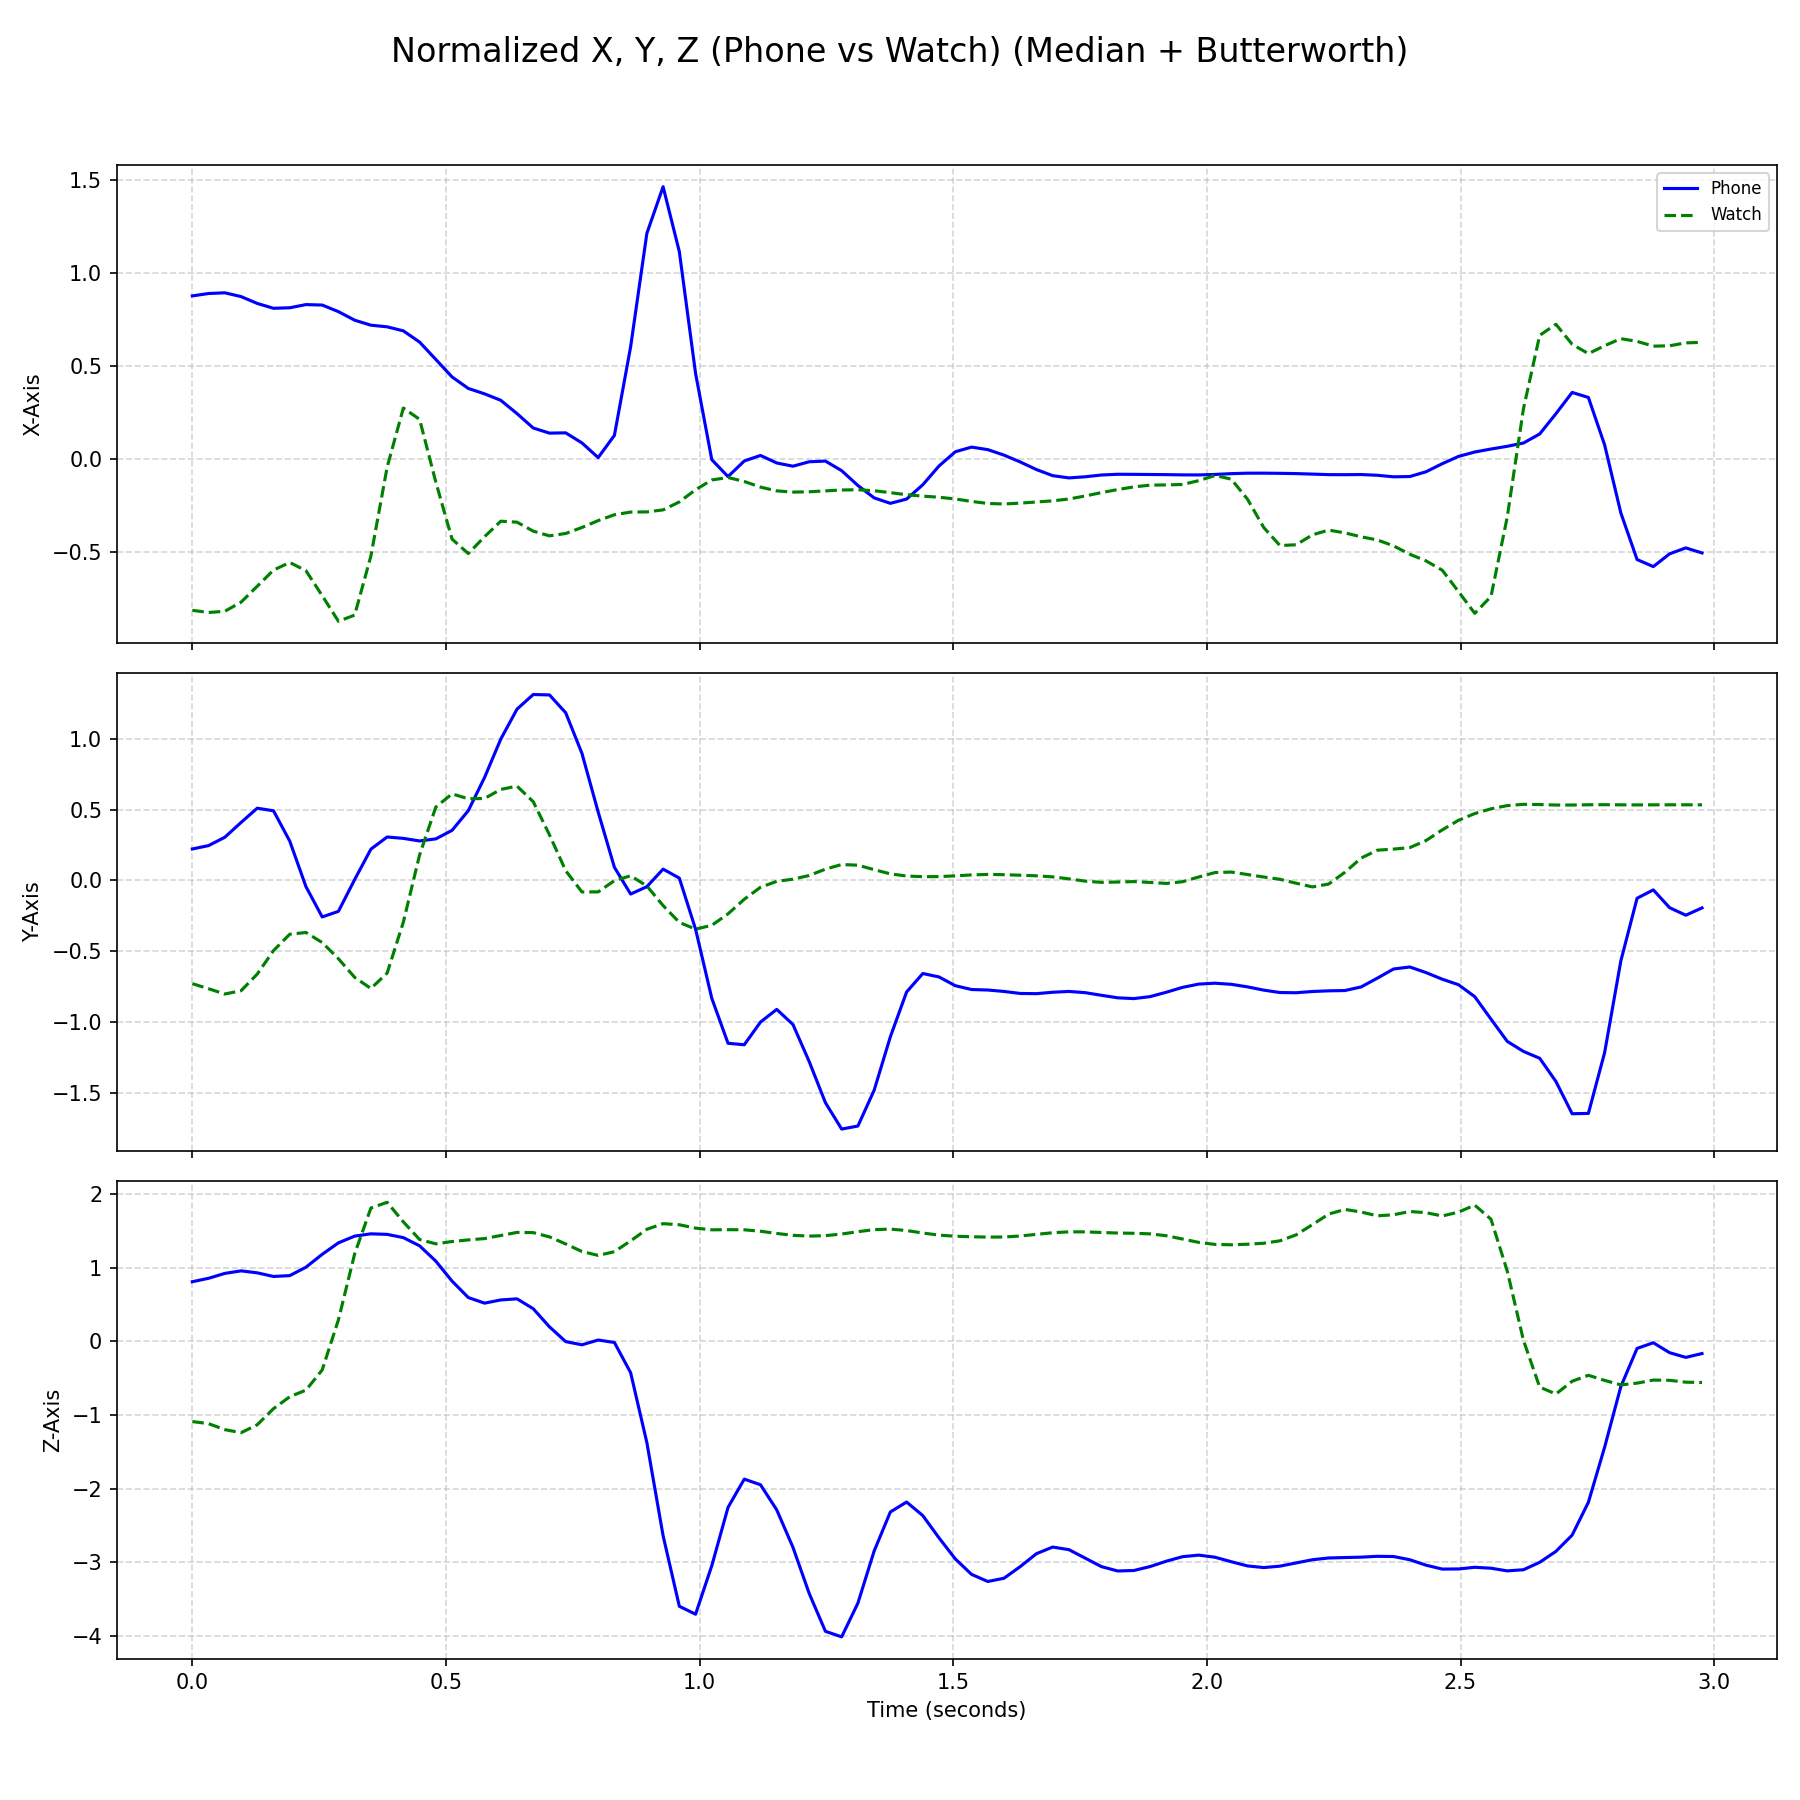 Normalized X, Y, Z (Phone vs Watch) (Median + Butterworth)
Phone
Watch
1.5
1.0
0.5
0.0
−0.5
X-Axis
1.0
0.5
0.0
−0.5
−1.0
−1.5
Y-Axis
2
1
0
−1
−2
−3
−4
Z-Axis
0.0 0.5 1.0 1.5 2.0 2.5 3.0
Time (seconds)